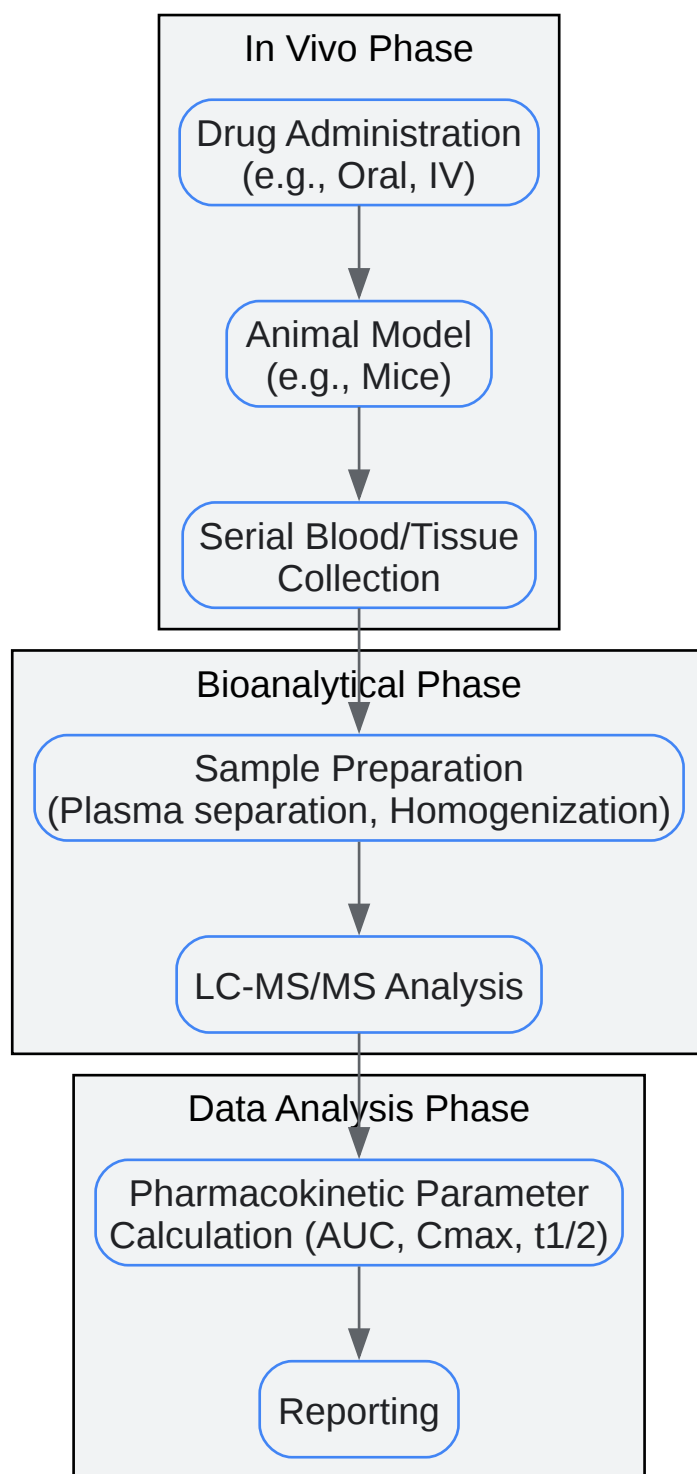 In Vivo Phase
Drug Administration
(e.g., Oral, IV)
Animal Model
(e.g., Mice)
Serial Blood/Tissue
Collection
Bioanalytical Phase
Sample Preparation
(Plasma separation, Homogenization)
LC-MS/MS Analysis
Data Analysis Phase
Pharmacokinetic Parameter
Calculation (AUC, Cmax, t1/2)
Reporting